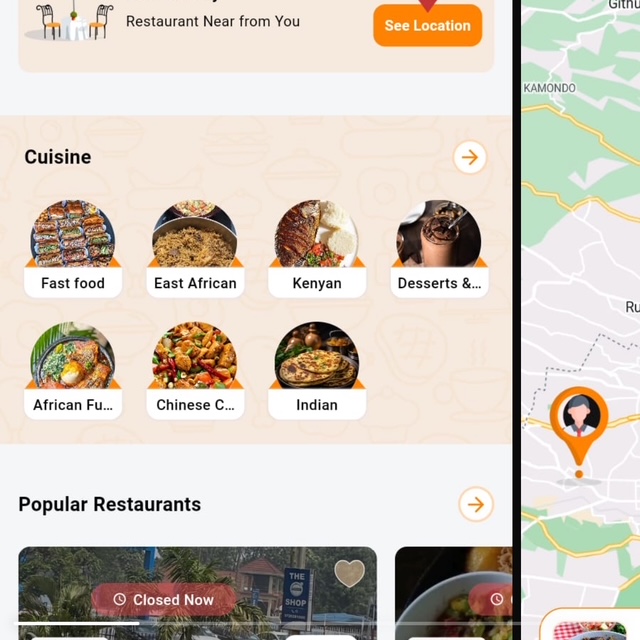 Restaurant Near from You
See Location
Cuisine
Fast food
East African
Kenyan
Desserts &...
African Fu...
Chinese C...
Indian
Popular Restaurants
THE
SHOP
Closed Now
KAMONDO
Githu
Ru